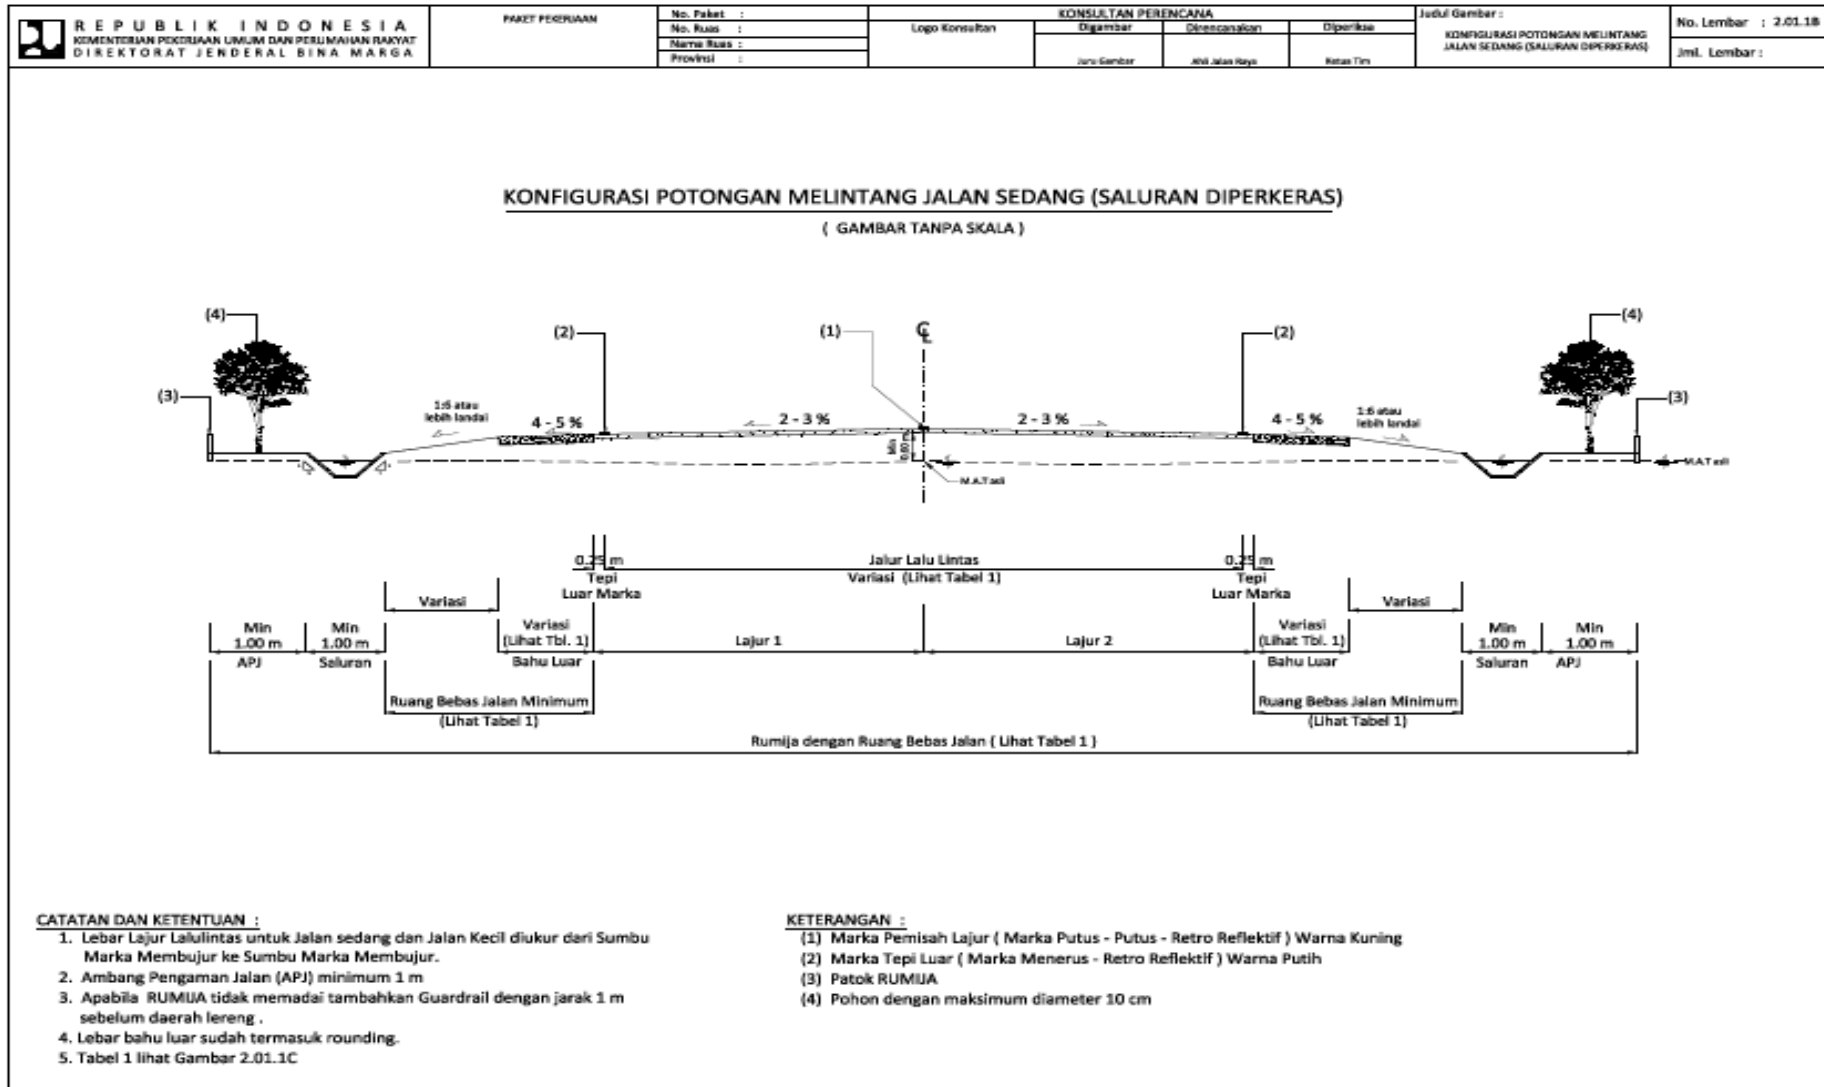 REPUBLIK INDONESIA
KEMENTERIAN PEKERJAAN UMUM DAN PERUMAHAN RAKYAT
DIREKTORAT JENDERAL BINA MARGA
PAKET PEKERJAAN
No. Paket :
No. Ruas :
Nama Ruas :
Provinsi :
Logo Konsultan
KONSULTAN PERENCANA
Digambar
Direncanakan
Diperiksa
Juru Gambar
Ahli Jalan Raya
Ketua Tim
Judul Gambar :
KONFIGURASI POTONGAN MELINTANG
JALAN SEDANG (SALURAN DIPERKERAS)
No. Lembar : 2.01.1B
Jml. Lembar :
KONFIGURASI POTONGAN MELINTANG JALAN SEDANG (SALURAN DIPERKERAS)
( GAMBAR TANPA SKALA )
(4)
(2)
(1)
CL
(2)
(4)
(3)
(3)
1:6 atau
lebih landai
4 - 5 %
2 - 3 %
2 - 3 %
4 - 5 %
1:6 atau
lebih landai
Min
0.60 m
M.A.T asli
M.A.T asli
0.25 m
Tepi
Luar Marka
Jalur Lalu Lintas
Variasi (Lihat Tabel 1)
0.25 m
Tepi
Luar Marka
Variasi
Variasi
Min
1.00 m
APJ
Min
1.00 m
Saluran
Variasi
(Lihat Tbl. 1)
Bahu Luar
Lajur 1
Lajur 2
Variasi
(Lihat Tbl. 1)
Bahu Luar
Min
1.00 m
Saluran
Min
1.00 m
APJ
Ruang Bebas Jalan Minimum
(Lihat Tabel 1)
Ruang Bebas Jalan Minimum
(Lihat Tabel 1)
Rumija dengan Ruang Bebas Jalan ( Lihat Tabel 1 )
CATATAN DAN KETENTUAN :
1. Lebar Lajur Lalulintas untuk Jalan sedang dan Jalan Kecil diukur dari Sumbu
Marka Membujur ke Sumbu Marka Membujur.
2. Ambang Pengaman Jalan (APJ) minimum 1 m
3. Apabila RUMIJA tidak memadai tambahkan Guardrail dengan jarak 1 m
sebelum daerah lereng .
4. Lebar bahu luar sudah termasuk rounding.
5. Tabel 1 lihat Gambar 2.01.1C
KETERANGAN :
(1) Marka Pemisah Lajur ( Marka Putus - Putus - Retro Reflektif ) Warna Kuning
(2) Marka Tepi Luar ( Marka Menerus - Retro Reflektif ) Warna Putih
(3) Patok RUMIJA
(4) Pohon dengan maksimum diameter 10 cm